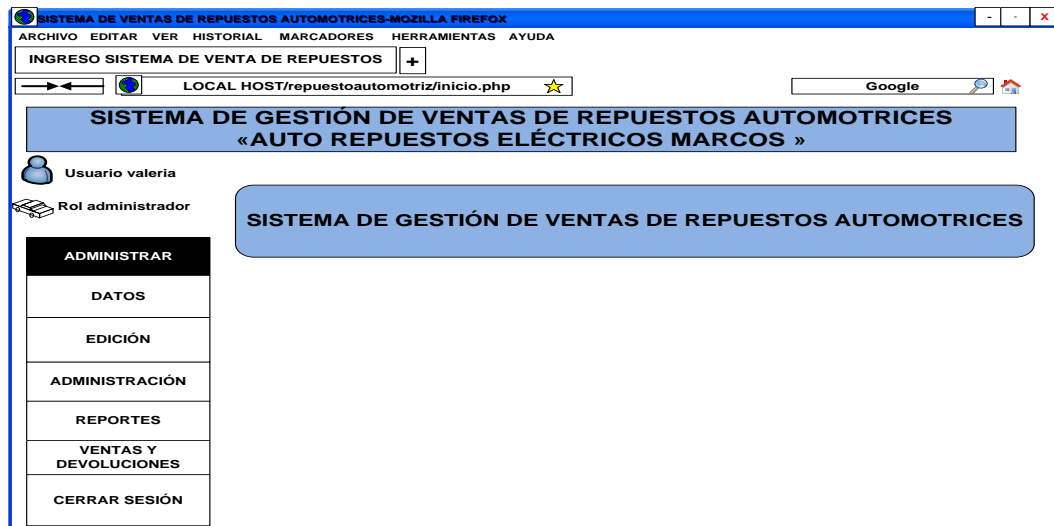 SISTEMA DE VENTAS DE REPUESTOS AUTOMOTRICES-MOZILLA FIREFOX
- - X
ARCHIVO EDITAR VER HISTORIAL MARCADORES HERRAMIENTAS AYUDA
INGRESO SISTEMA DE VENTA DE REPUESTOS +
LOCAL HOST/repuestoautomotriz/inicio.php
Google
SISTEMA DE GESTIÓN DE VENTAS DE REPUESTOS AUTOMOTRICES
«AUTO REPUESTOS ELÉCTRICOS MARCOS »
Usuario valeria
Rol administrador
SISTEMA DE GESTIÓN DE VENTAS DE REPUESTOS AUTOMOTRICES
ADMINISTRAR
DATOS
EDICIÓN
ADMINISTRACIÓN
REPORTES
VENTAS Y
DEVOLUCIONES
CERRAR SESIÓN